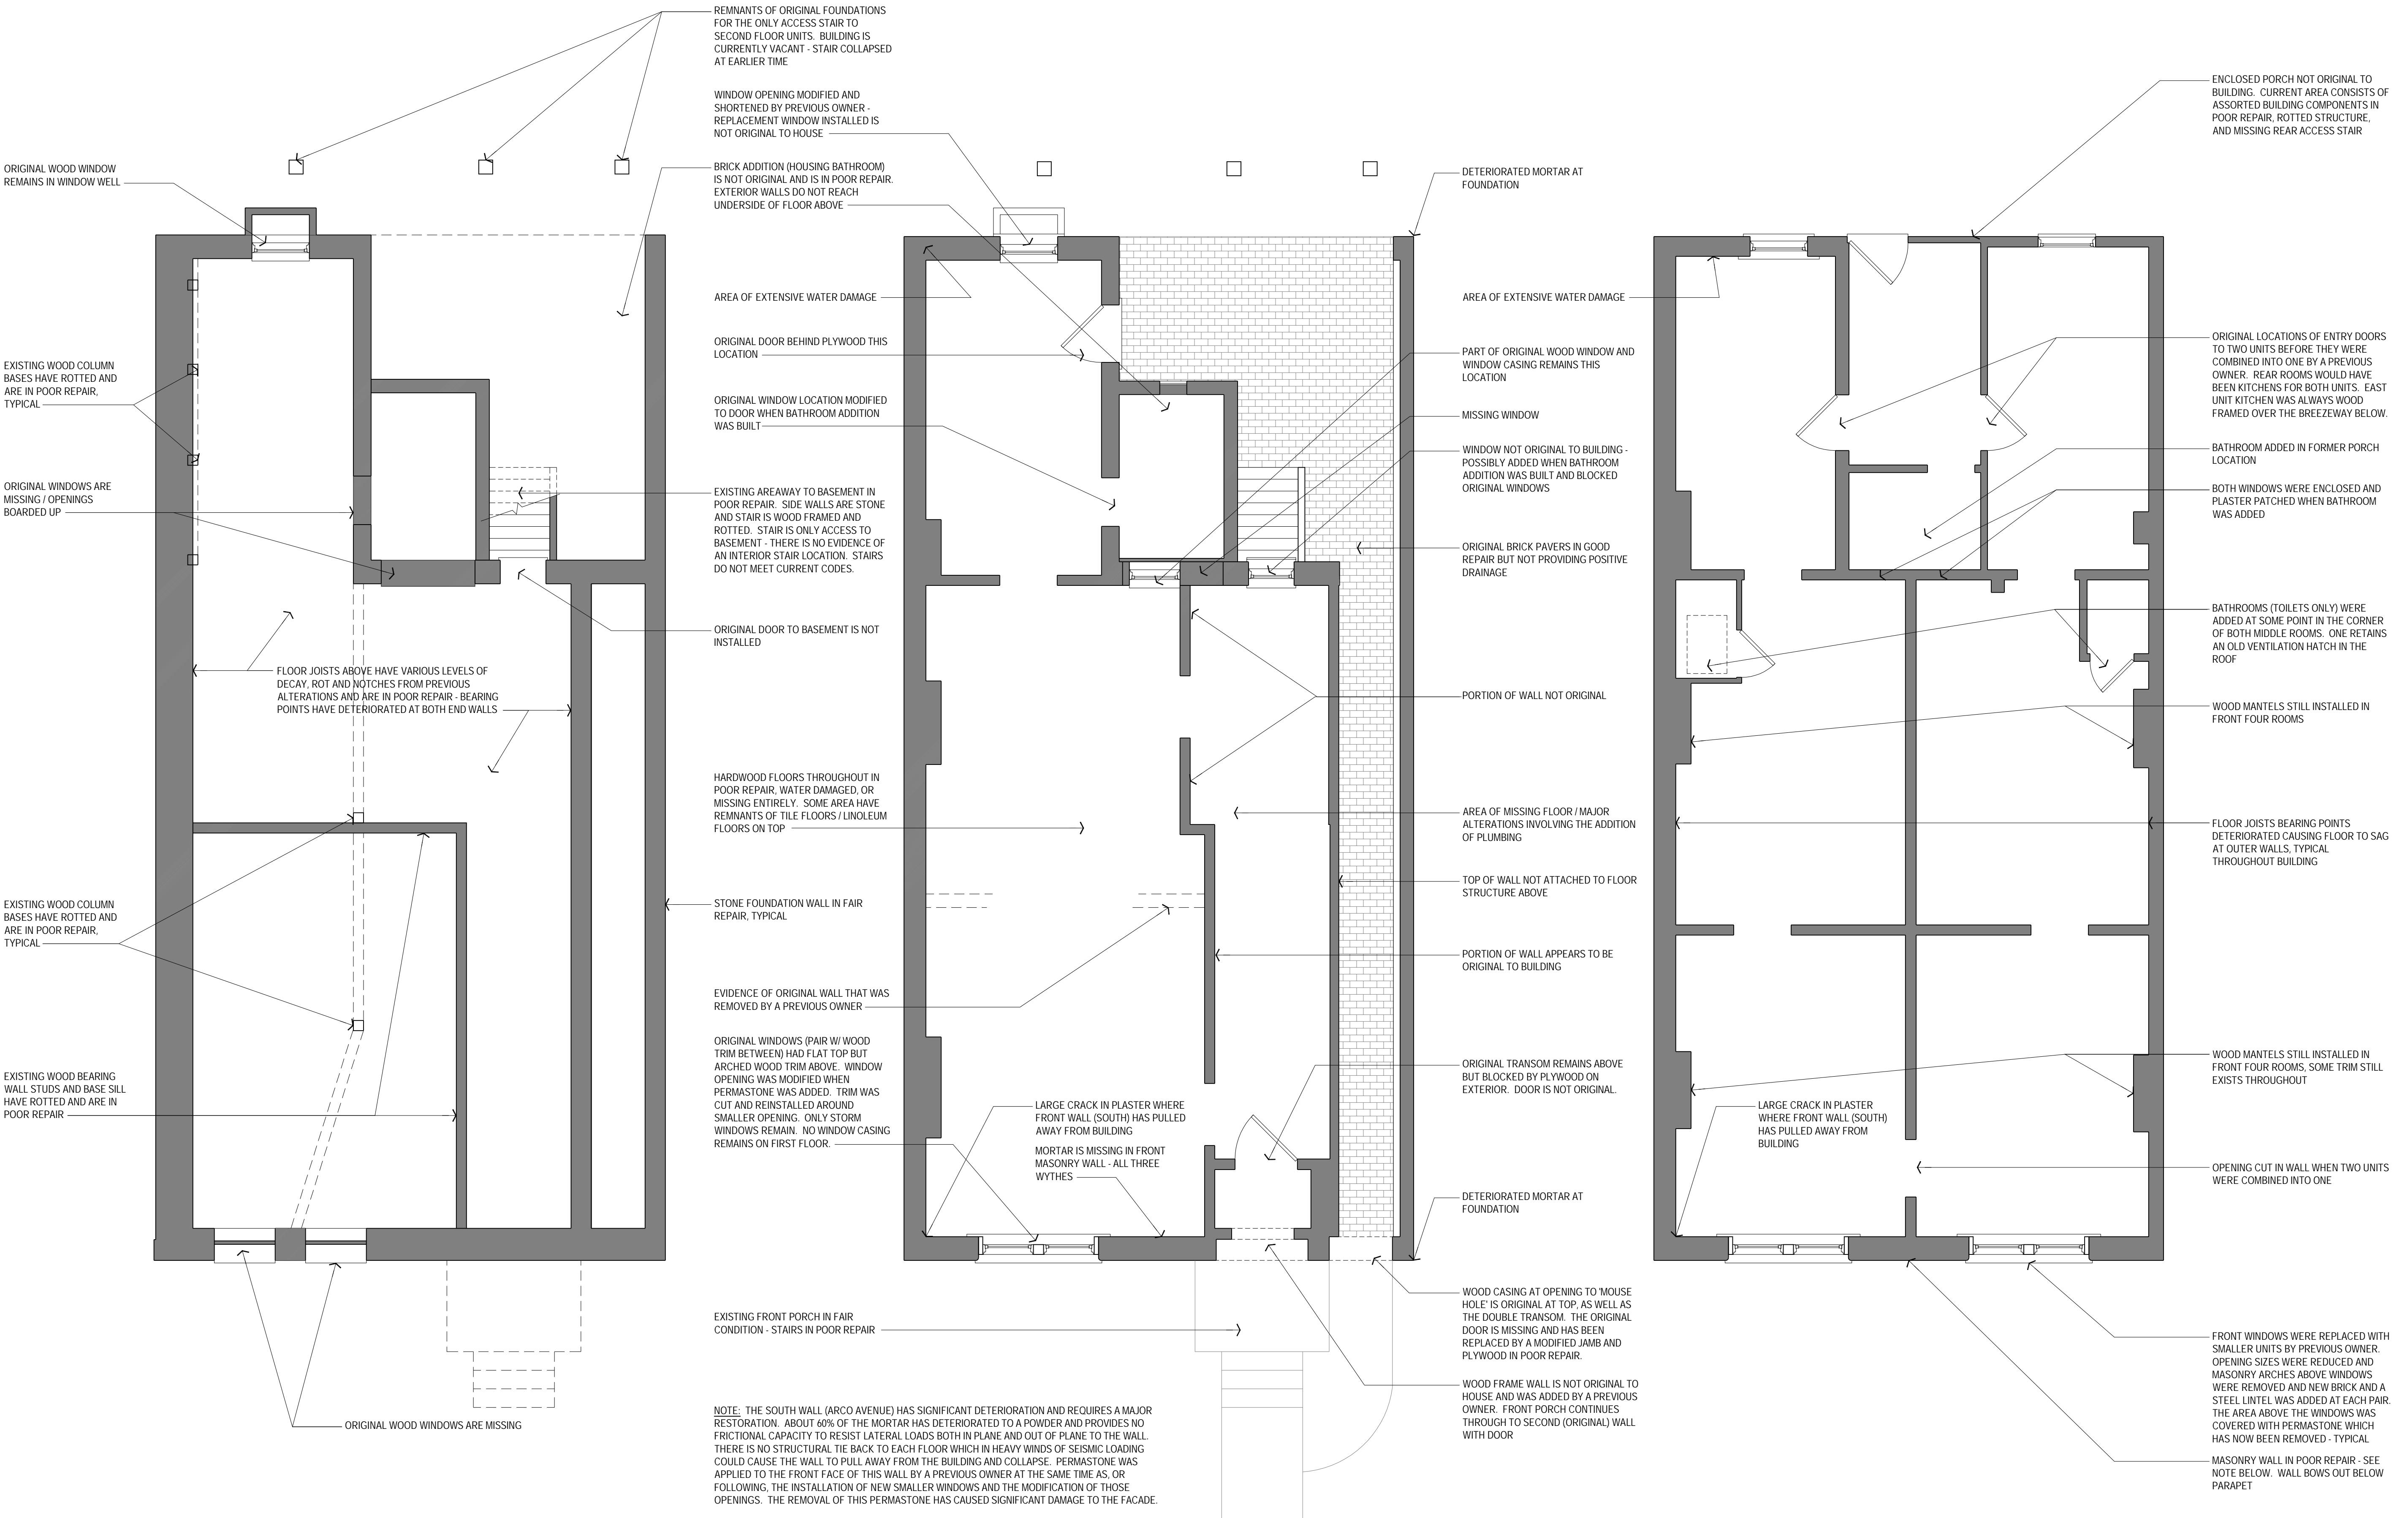 REMNANTS OF ORIGINAL FOUNDATIONS
FOR THE ONLY ACCESS STAIR TO
SECOND FLOOR UNITS. BUILDING IS
CURRENTLY VACANT - STAIR COLLAPSED
AT EARLIER TIME
WINDOW OPENING MODIFIED AND
SHORTENED BY PREVIOUS OWNER -
REPLACEMENT WINDOW INSTALLED IS
NOT ORIGINAL TO HOUSE
BRICK ADDITION (HOUSING BATHROOM)
IS NOT ORIGINAL AND IS IN POOR REPAIR.
EXTERIOR WALLS DO NOT REACH
UNDERSIDE OF FLOOR ABOVE
ORIGINAL WOOD WINDOW
REMAINS IN WINDOW WELL
EXISTING WOOD COLUMN
BASES HAVE ROTTED AND
ARE IN POOR REPAIR,
TYPICAL
ORIGINAL WINDOWS ARE
MISSING / OPENINGS
BOARDED UP
FLOOR JOISTS ABOVE HAVE VARIOUS LEVELS OF
DECAY, ROT AND NOTCHES FROM PREVIOUS
ALTERATIONS AND ARE IN POOR REPAIR - BEARING
POINTS HAVE DETERIORATED AT BOTH END WALLS
EXISTING WOOD COLUMN
BASES HAVE ROTTED AND
ARE IN POOR REPAIR,
TYPICAL
EXISTING WOOD BEARING
WALL STUDS AND BASE SILL
HAVE ROTTED AND ARE IN
POOR REPAIR
ORIGINAL WOOD WINDOWS ARE MISSING
AREA OF EXTENSIVE WATER DAMAGE
ORIGINAL DOOR BEHIND PLYWOOD THIS
LOCATION
ORIGINAL WINDOW LOCATION MODIFIED
TO DOOR WHEN BATHROOM ADDITION
WAS BUILT
EXISTING AREAWAY TO BASEMENT IN
POOR REPAIR. SIDE WALLS ARE STONE
AND STAIR IS WOOD FRAMED AND
ROTTED. STAIR IS ONLY ACCESS TO
BASEMENT - THERE IS NO EVIDENCE OF
AN INTERIOR STAIR LOCATION. STAIRS
DO NOT MEET CURRENT CODES.
ORIGINAL DOOR TO BASEMENT IS NOT
INSTALLED
HARDWOOD FLOORS THROUGHOUT IN
POOR REPAIR, WATER DAMAGED, OR
MISSING ENTIRELY. SOME AREA HAVE
REMNANTS OF TILE FLOORS / LINOLEUM
FLOORS ON TOP
STONE FOUNDATION WALL IN FAIR
REPAIR, TYPICAL
EVIDENCE OF ORIGINAL WALL THAT WAS
REMOVED BY A PREVIOUS OWNER
ORIGINAL WINDOWS (PAIR W/ WOOD
TRIM BETWEEN) HAD FLAT TOP BUT
ARCHED WOOD TRIM ABOVE. WINDOW
OPENING WAS MODIFIED WHEN
PERMASTONE WAS ADDED. TRIM WAS
CUT AND REINSTALLED AROUND
SMALLER OPENING. ONLY STORM
WINDOWS REMAIN. NO WINDOW CASING
REMAINS ON FIRST FLOOR.
LARGE CRACK IN PLASTER WHERE
FRONT WALL (SOUTH) HAS PULLED
AWAY FROM BUILDING
MORTAR IS MISSING IN FRONT
MASONRY WALL - ALL THREE
WYTHES
EXISTING FRONT PORCH IN FAIR
CONDITION - STAIRS IN POOR REPAIR
NOTE: THE SOUTH WALL (ARCO AVENUE) HAS SIGNIFICANT DETERIORATION AND REQUIRES A MAJOR
RESTORATION. ABOUT 60% OF THE MORTAR HAS DETERIORATED TO A POWDER AND PROVIDES NO
FRICTIONAL CAPACITY TO RESIST LATERAL LOADS BOTH IN PLANE AND OUT OF PLANE TO THE WALL.
THERE IS NO STRUCTURAL TIE BACK TO EACH FLOOR WHICH IN HEAVY WINDS OF SEISMIC LOADING
COULD CAUSE THE WALL TO PULL AWAY FROM THE BUILDING AND COLLAPSE. PERMASTONE WAS
APPLIED TO THE FRONT FACE OF THIS WALL BY A PREVIOUS OWNER AT THE SAME TIME AS, OR
FOLLOWING, THE INSTALLATION OF NEW SMALLER WINDOWS AND THE MODIFICATION OF THOSE
OPENINGS. THE REMOVAL OF THIS PERMASTONE HAS CAUSED SIGNIFICANT DAMAGE TO THE FACADE.
DETERIORATED MORTAR AT
FOUNDATION
AREA OF EXTENSIVE WATER DAMAGE
PART OF ORIGINAL WOOD WINDOW AND
WINDOW CASING REMAINS THIS
LOCATION
MISSING WINDOW
WINDOW NOT ORIGINAL TO BUILDING -
POSSIBLY ADDED WHEN BATHROOM
ADDITION WAS BUILT AND BLOCKED
ORIGINAL WINDOWS
ORIGINAL BRICK PAVERS IN GOOD
REPAIR BUT NOT PROVIDING POSITIVE
DRAINAGE
PORTION OF WALL NOT ORIGINAL
AREA OF MISSING FLOOR / MAJOR
ALTERATIONS INVOLVING THE ADDITION
OF PLUMBING
TOP OF WALL NOT ATTACHED TO FLOOR
STRUCTURE ABOVE
PORTION OF WALL APPEARS TO BE
ORIGINAL TO BUILDING
ORIGINAL TRANSOM REMAINS ABOVE
BUT BLOCKED BY PLYWOOD ON
EXTERIOR. DOOR IS NOT ORIGINAL.
DETERIORATED MORTAR AT
FOUNDATION
WOOD CASING AT OPENING TO 'MOUSE
HOLE' IS ORIGINAL AT TOP, AS WELL AS
THE DOUBLE TRANSOM. THE ORIGINAL
DOOR IS MISSING AND HAS BEEN
REPLACED BY A MODIFIED JAMB AND
PLYWOOD IN POOR REPAIR.
WOOD FRAME WALL IS NOT ORIGINAL TO
HOUSE AND WAS ADDED BY A PREVIOUS
OWNER. FRONT PORCH CONTINUES
THROUGH TO SECOND (ORIGINAL) WALL
WITH DOOR
LARGE CRACK IN PLASTER
WHERE FRONT WALL (SOUTH)
HAS PULLED AWAY FROM
BUILDING
ENCLOSED PORCH NOT ORIGINAL TO
BUILDING. CURRENT AREA CONSISTS OF
ASSORTED BUILDING COMPONENTS IN
POOR REPAIR, ROTTED STRUCTURE,
AND MISSING REAR ACCESS STAIR
ORIGINAL LOCATIONS OF ENTRY DOORS
TO TWO UNITS BEFORE THEY WERE
COMBINED INTO ONE BY A PREVIOUS
OWNER. REAR ROOMS WOULD HAVE
BEEN KITCHENS FOR BOTH UNITS. EAST
UNIT KITCHEN WAS ALWAYS WOOD
FRAMED OVER THE BREEZEWAY BELOW.
BATHROOM ADDED IN FORMER PORCH
LOCATION
BOTH WINDOWS WERE ENCLOSED AND
PLASTER PATCHED WHEN BATHROOM
WAS ADDED
BATHROOMS (TOILETS ONLY) WERE
ADDED AT SOME POINT IN THE CORNER
OF BOTH MIDDLE ROOMS. ONE RETAINS
AN OLD VENTILATION HATCH IN THE
ROOF
WOOD MANTELS STILL INSTALLED IN
FRONT FOUR ROOMS
FLOOR JOISTS BEARING POINTS
DETERIORATED CAUSING FLOOR TO SAG
AT OUTER WALLS, TYPICAL
THROUGHOUT BUILDING
WOOD MANTELS STILL INSTALLED IN
FRONT FOUR ROOMS, SOME TRIM STILL
EXISTS THROUGHOUT
OPENING CUT IN WALL WHEN TWO UNITS
WERE COMBINED INTO ONE
FRONT WINDOWS WERE REPLACED WITH
SMALLER UNITS BY PREVIOUS OWNER.
OPENING SIZES WERE REDUCED AND
MASONRY ARCHES ABOVE WINDOWS
WERE REMOVED AND NEW BRICK AND A
STEEL LINTEL WAS ADDED AT EACH PAIR.
THE AREA ABOVE THE WINDOWS WAS
COVERED WITH PERMASTONE WHICH
HAS NOW BEEN REMOVED - TYPICAL
MASONRY WALL IN POOR REPAIR - SEE
NOTE BELOW. WALL BOWS OUT BELOW
PARAPET